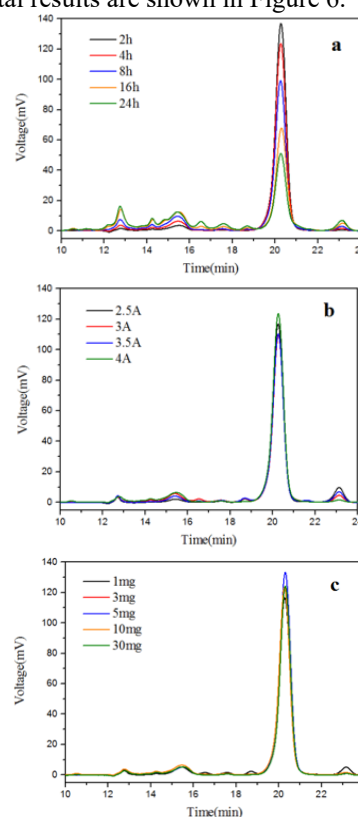 tal results are shown in Figure 6.
140
120
100
80
60
40
20
0
Voltage(mV)
2h
4h
8h
16h
24h
a
10 12 14 16 18 20 22 24
Time(min)
140
120
100
80
60
40
20
0
Voltage(mV)
2.5A
3A
3.5A
4A
b
10 12 14 16 18 20 22 24
Time(min)
140
120
100
80
60
40
20
0
Voltage(mV)
1mg
3mg
5mg
10mg
30mg
c
10 12 14 16 18 20 22
Time(min)